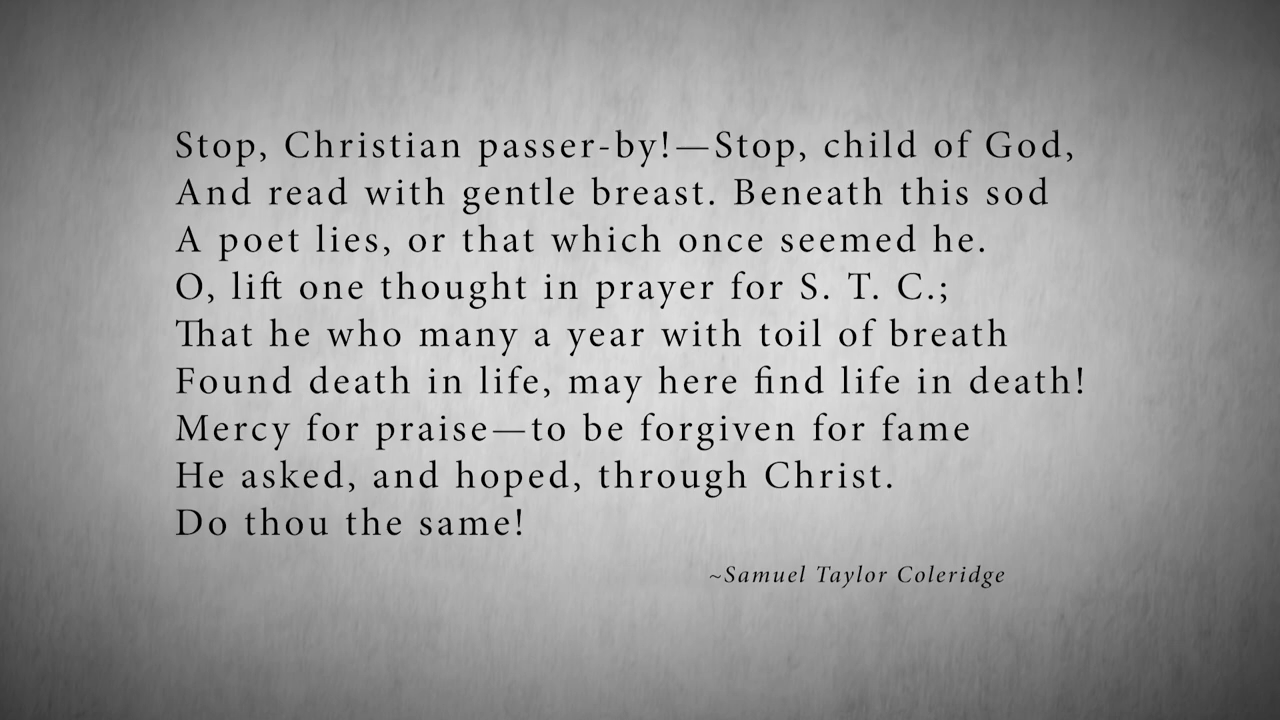 Stop, Christian passer-by!—Stop, child of God,
And read with gentle breast. Beneath this sod
A poet lies, or that which once seemed he.
O, lift one thought in prayer for S. T. C.;
That he who many a year with toil of breath
Found death in life, may here find life in death!
Mercy for praise—to be forgiven for fame
He asked, and hoped, through Christ.
Do thou the same!
~Samuel Taylor Coleridge